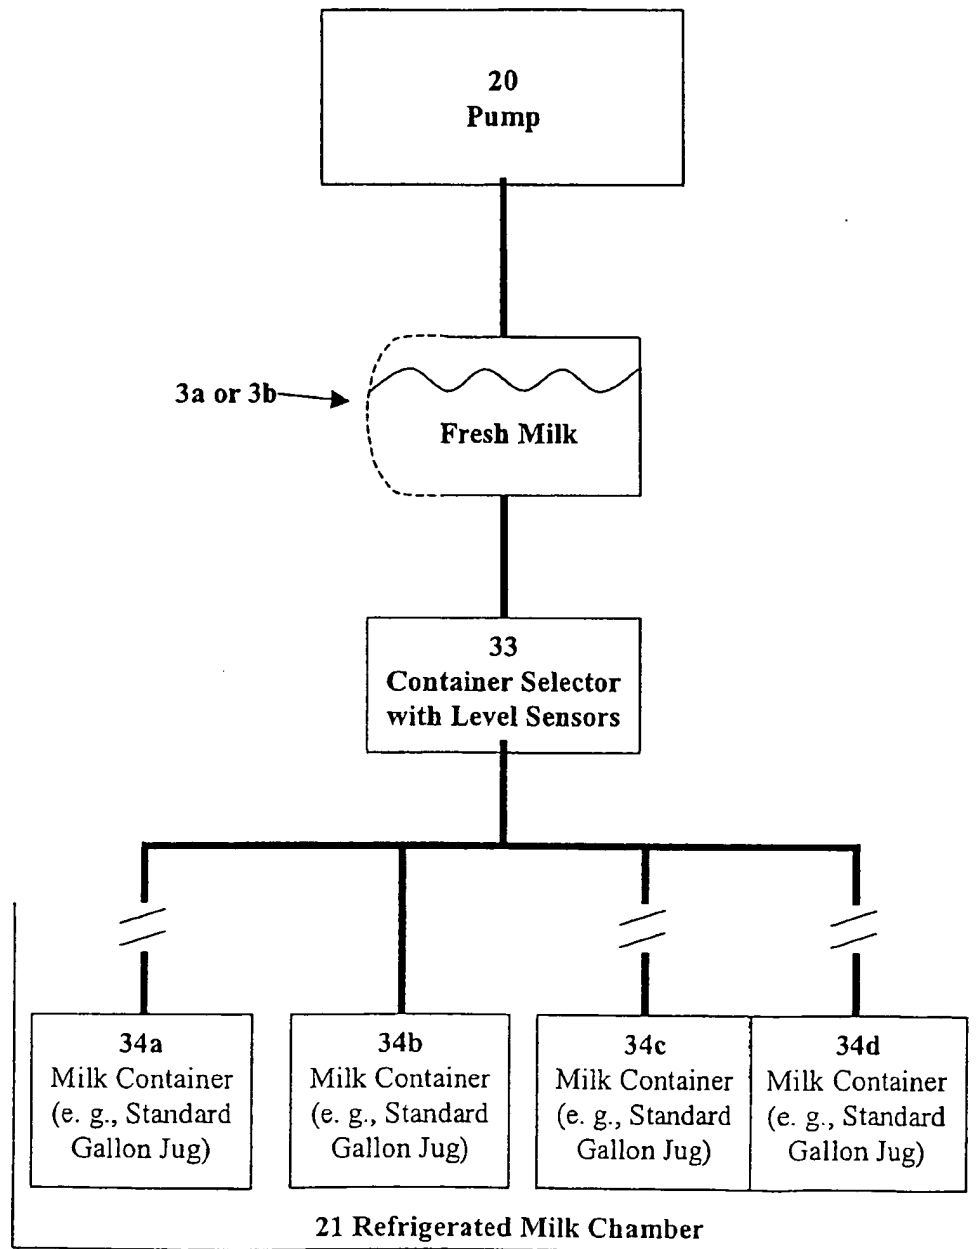 20
Pump
3a or 3b
Fresh Milk
33
Container Selector
with Level Sensors
34a
Milk Container
(e. g., Standard
Gallon Jug)
34b
Milk Container
(e. g., Standard
Gallon Jug)
34c
Milk Container
(e. g., Standard
Gallon Jug)
34d
Milk Container
(e. g., Standard
Gallon Jug)
21 Refrigerated Milk Chamber